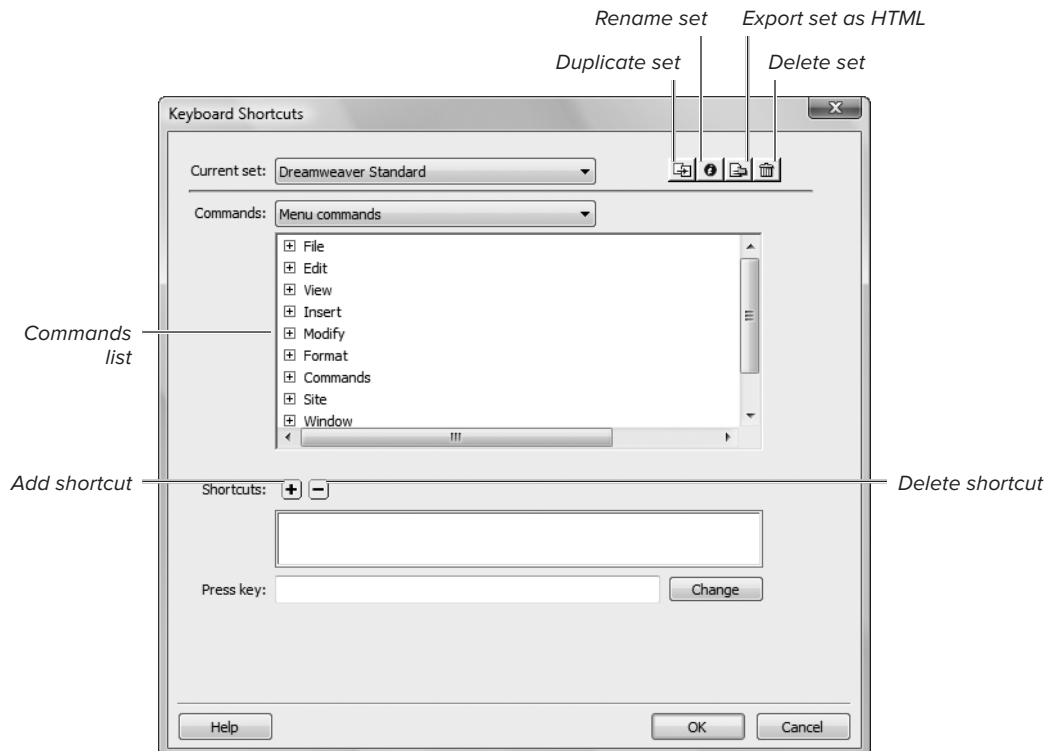 Rename set
Export set as HTML
Duplicate set
Delete set
Keyboard Shortcuts
Current set: Dreamweaver Standard
Commands: Menu commands
File
Edit
View
Insert
Modify
Format
Commands
Site
Window
Commands
list
Add shortcut
Shortcuts:
Delete shortcut
Press key:
Change
Help
OK
Cancel